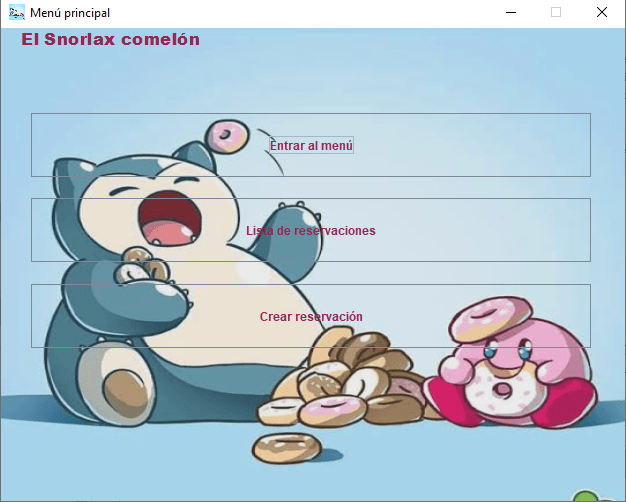 Menú principal
El Snorlax comelón
Entrar al menú
Lista de reservaciones
Crear reservación